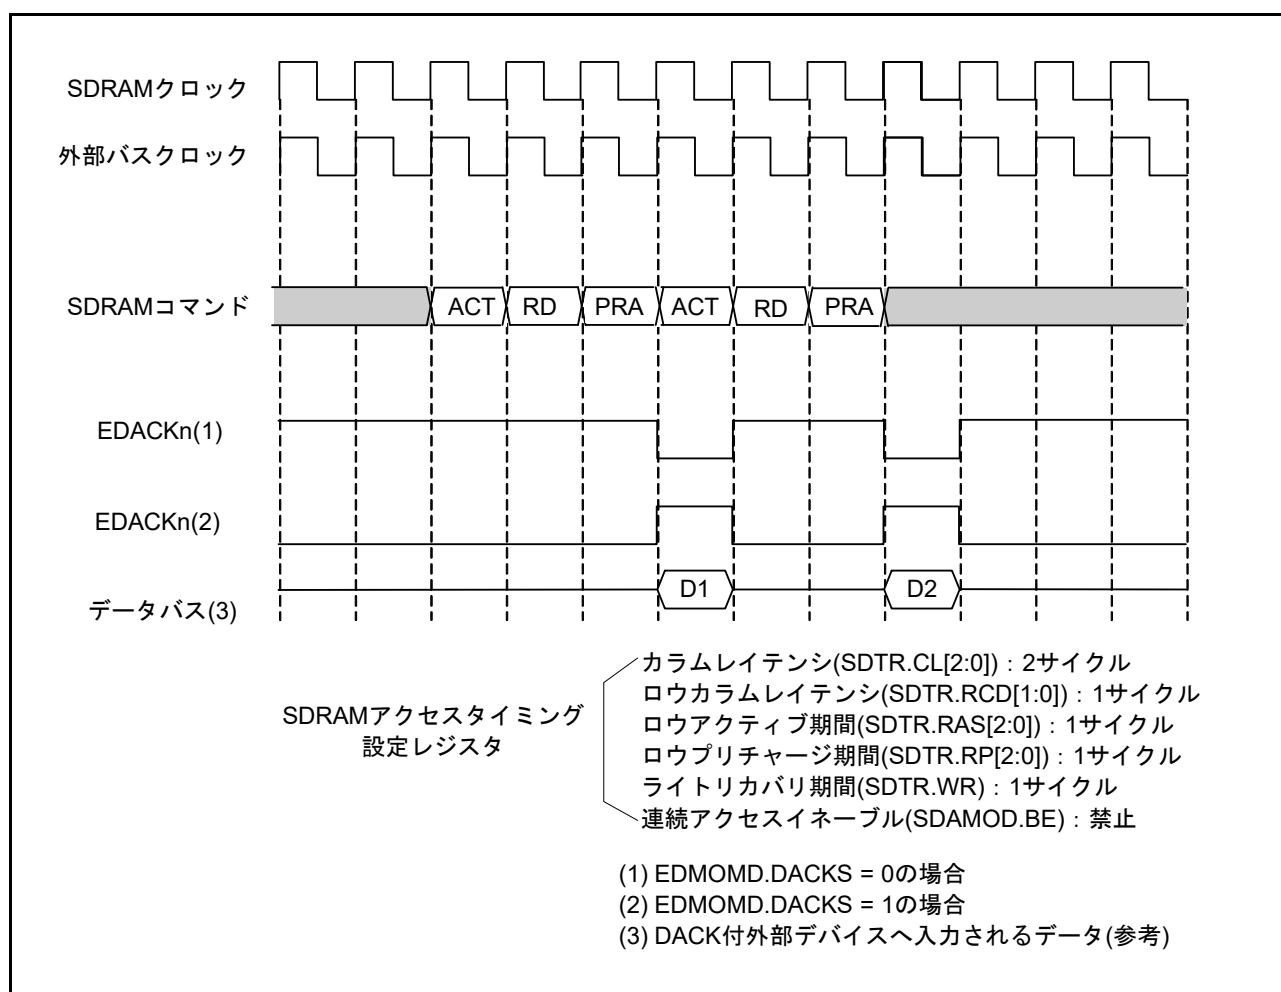 SDRAMクロック
外部バスクロック
SDRAMコマンド
ACT RD PRA ACT RD PRA
EDACKn(1)
EDACKn(2)
データバス(3)
D1 D2
SDRAMアクセスタイミング
設定レジスタ
カラムレイテンシ(SDTR.CL[2:0])：2サイクル
ロウカラムレイテンシ(SDTR.RCD[1:0])：1サイクル
ロウアクティブ期間(SDTR.RAS[2:0])：1サイクル
ロウプリチャージ期間(SDTR.RP[2:0])：1サイクル
ライトリカバリ期間(SDTR.WR)：1サイクル
連続アクセスイネーブル(SDAMOD.BE)：禁止
(1) EDMOMD.DACKS = 0の場合
(2) EDMOMD.DACKS = 1の場合
(3) DACK付外部デバイスへ入力されるデータ(参考)